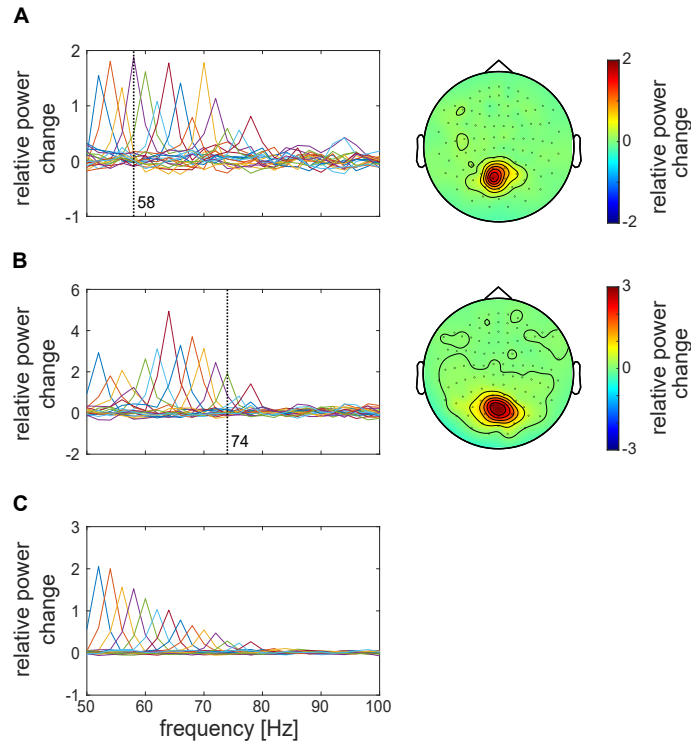 A
2
1
0
-1
relative power
change
58
2
0
-2
relative power
change
B
6
4
2
0
-2
relative power
change
74
3
0
-3
relative power
change
C
3
2
1
0
-1
relative power
change
50 60 70 80 90 100
frequency [Hz]